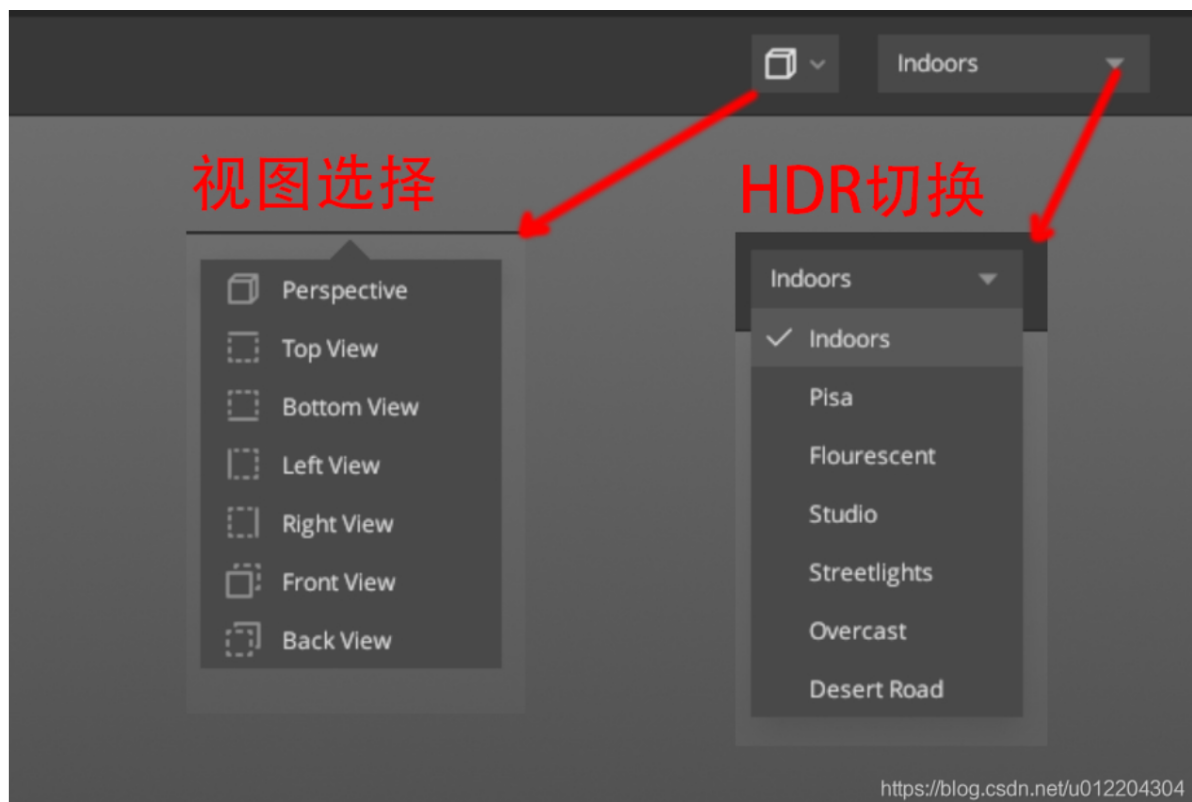 Indoors
视图选择
HDR切换
Perspective
Top View
Bottom View
Left View
Right View
Front View
Back View
Indoors
Indoors
Pisa
Flourescent
Studio
Streetlights
Overcast
Desert Road
https://blog.csdn.net/u012204304